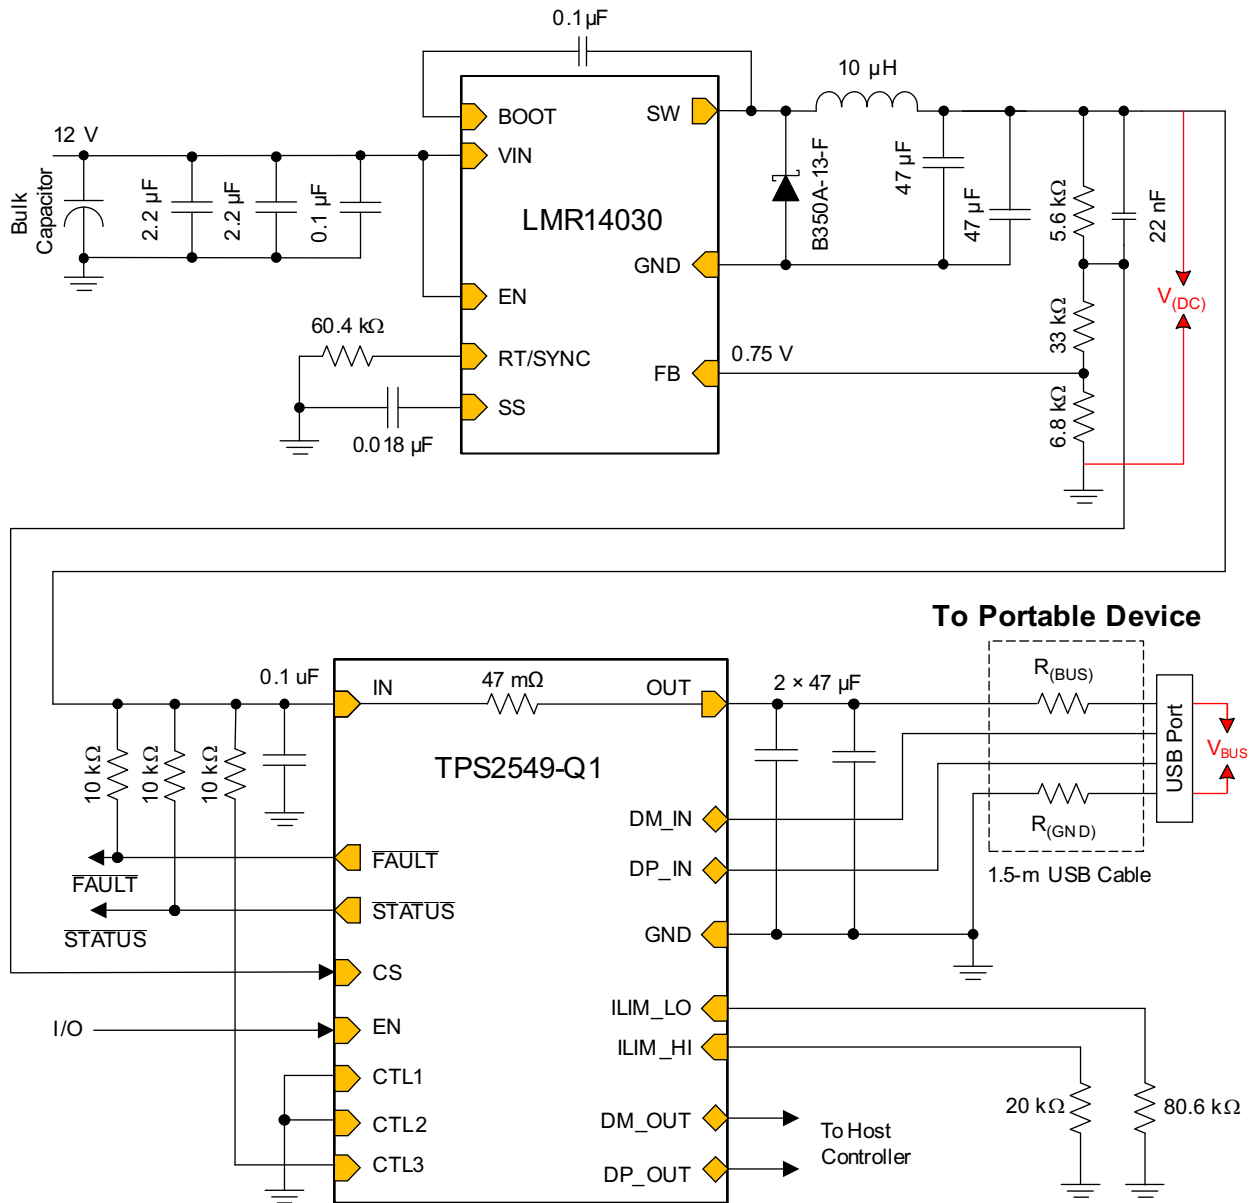 0.1µF
10 µH
BOOT
SW
12 V
VIN
Bulk
Capacitor
2.2 µF
2.2 µF
0.1µF
LMR14030
B350A-13-F
47 µF
47 µF
5.6 kΩ
22 nF
GND
EN
V(DC)
60.4 kΩ
33 kΩ
RT/SYNC
FB
0.75 V
SS
0.018 µF
6.8 kΩ
To Portable Device
0.1 uF
IN
47 mΩ
OUT
2 × 47 µF
R(BUS)
10 kΩ
10 kΩ
10 kΩ
TPS2549-Q1
USB Port
VBUS
DM_IN
R(GND)
FAULT
FAULT
DP_IN
1.5-m USB Cable
STATUS
STATUS
GND
CS
ILIM_LO
I/O
EN
ILIM_HI
CTL1
20 kΩ
80.6 kΩ
CTL2
DM_OUT
To Host
Controller
CTL3
DP_OUT